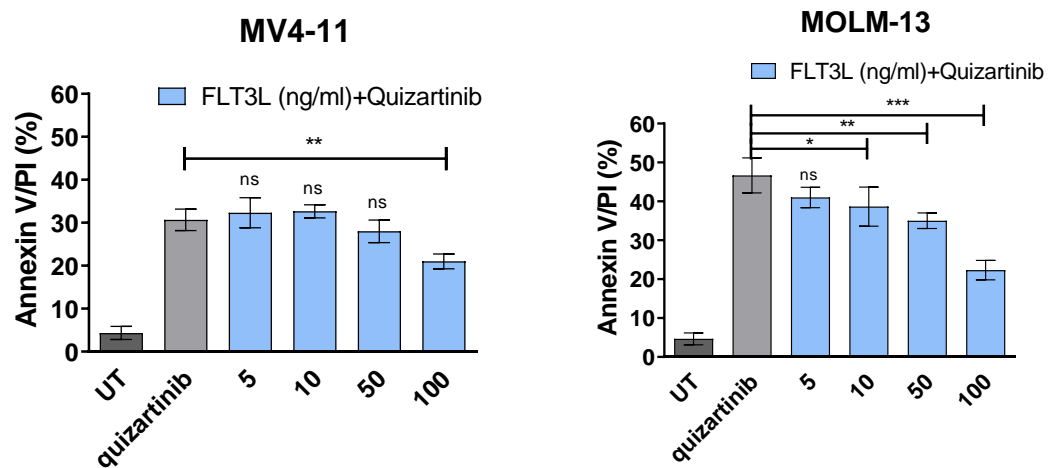 MV4-11
FLT3L (ng/ml)+Quizartinib
Annexin V/PI (%)
60
50
40
30
20
10
0
**
ns
ns
ns
UT
quizartinib
5
10
50
100
MOLM-13
FLT3L (ng/ml)+Quizartinib
Annexin V/PI (%)
60
50
40
30
20
10
0
***
**
*
ns
UT
quizartinib
5
10
50
100